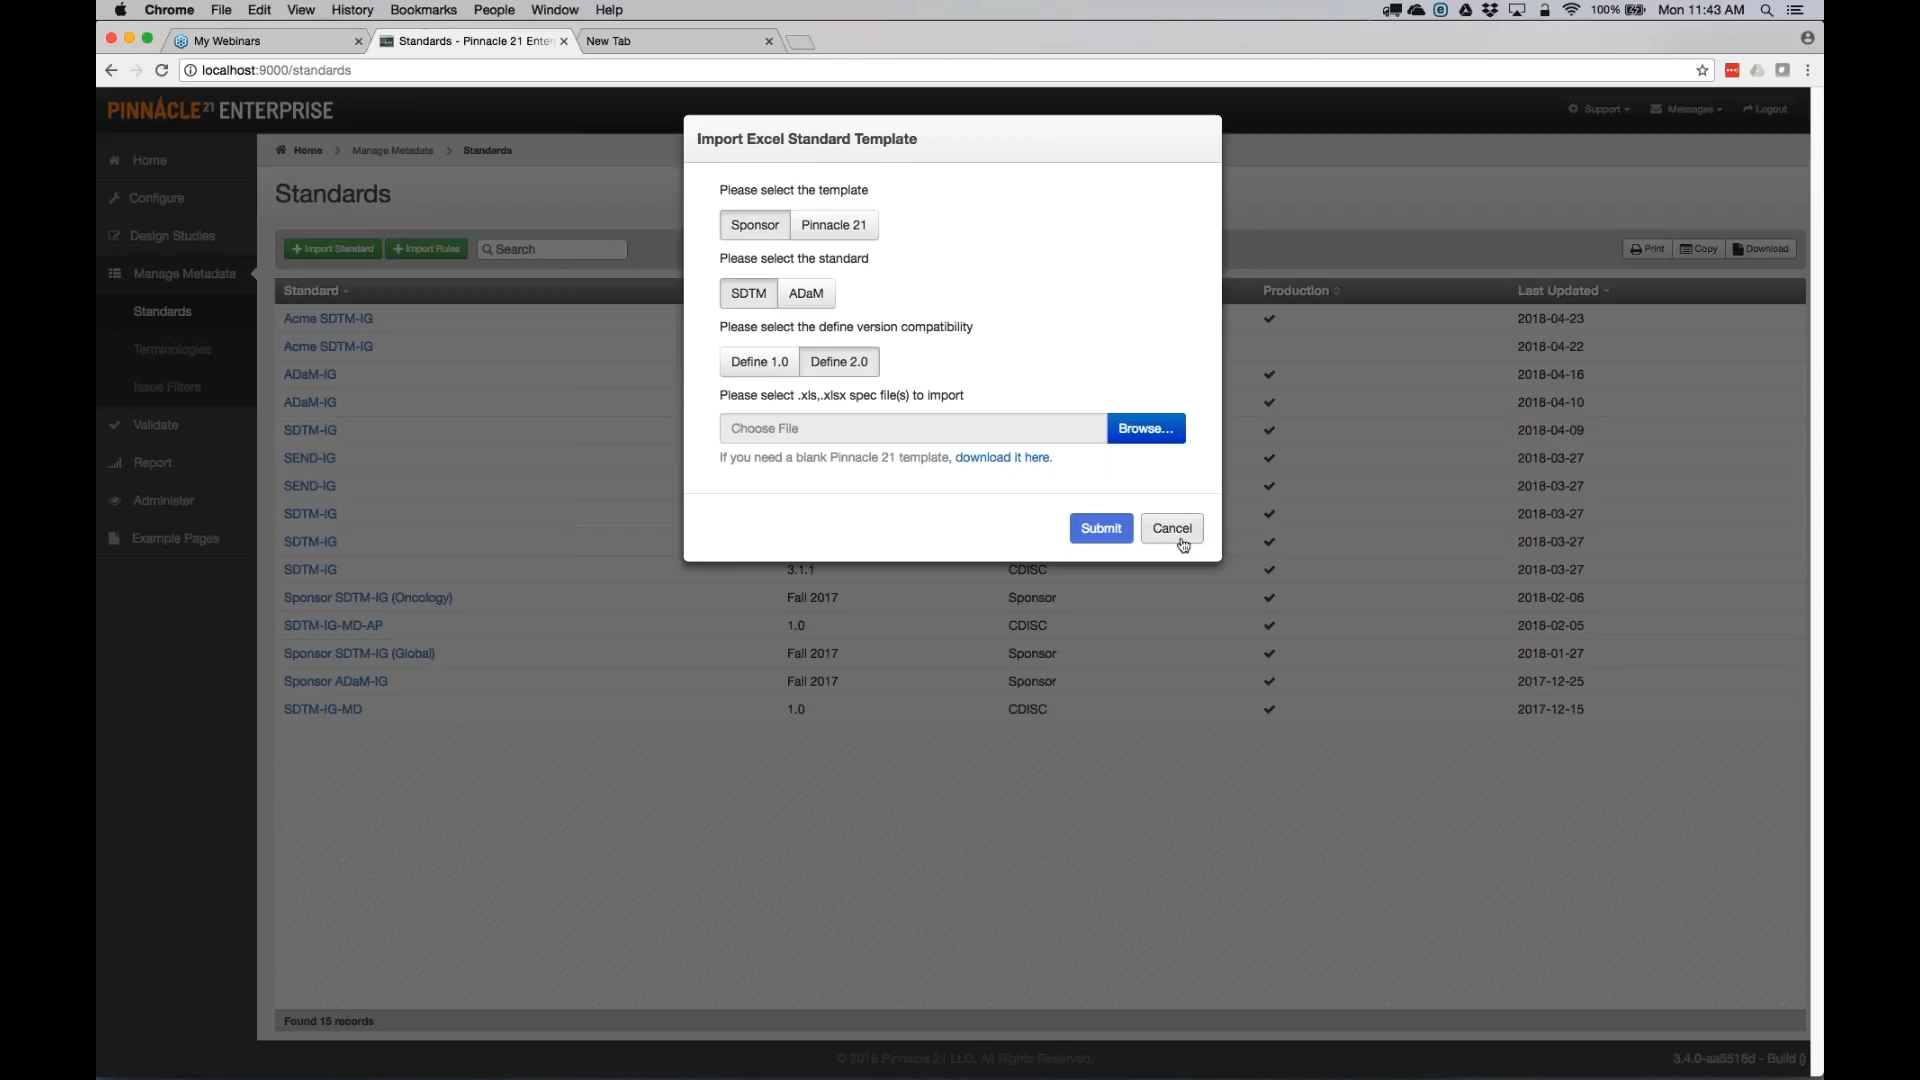 Chrome File Edit View History Bookmarks People Window Help 100% Mon 11:43 AM
My Webinars Standards - Pinnacle 21 Enter New Tab
localhost:9000/standards
PINNACLE 21 ENTERPRISE Support Messages Logout
Home
Configure
Design Studies
Manage Metadata
Standards
Terminologies
Issue Filters
Validate
Report
Administer
Example Pages
Home > Manage Metadata > Standards
Standards
+ Import Standard + Import Rules Search Print Copy Download
Standard Production Last Updated
Acme SDTM-IG 2018-04-23
Acme SDTM-IG 2018-04-22
ADaM-IG 2018-04-16
ADaM-IG 2018-04-10
SDTM-IG 2018-04-09
SEND-IG 2018-03-27
SEND-IG 2018-03-27
SDTM-IG 2018-03-27
SDTM-IG 2018-03-27
SDTM-IG 3.1.1 CDISC 2018-03-27
Sponsor SDTM-IG (Oncology) Fall 2017 Sponsor 2018-02-06
SDTM-IG-MD-AP 1.0 CDISC 2018-02-05
Sponsor SDTM-IG (Global) Fall 2017 Sponsor 2018-01-27
Sponsor ADaM-IG Fall 2017 Sponsor 2017-12-25
SDTM-IG-MD 1.0 CDISC 2017-12-15
Found 15 records
Import Excel Standard Template
Please select the template
Sponsor Pinnacle 21
Please select the standard
SDTM ADaM
Please select the define version compatibility
Define 1.0 Define 2.0
Please select .xls,.xlsx spec file(s) to import
Choose File Browse...
If you need a blank Pinnacle 21 template, download it here.
Submit Cancel
© 2018 Pinnacle 21 LLC. All Rights Reserved. 3.4.0-aa5518d - Build ()